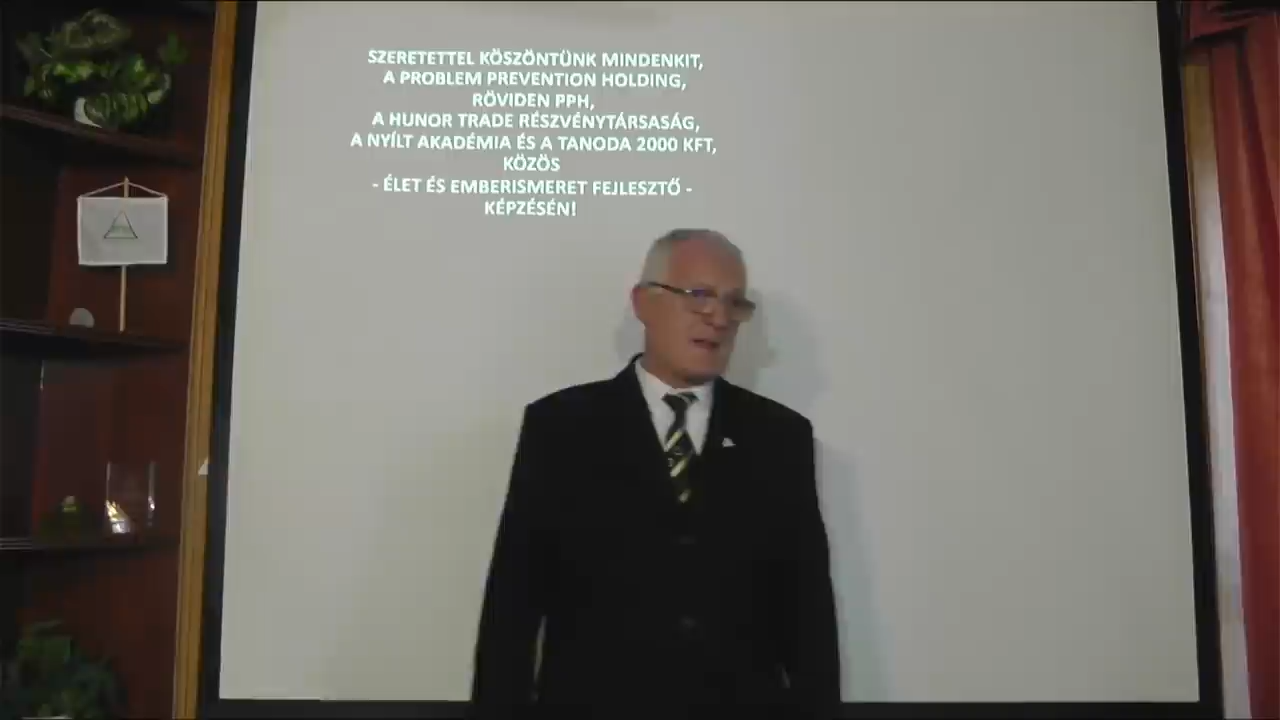 SZERETETTEL KÖSZÖNTÜNK MINDENKIT,
A PROBLEM PREVENTION HOLDING,
RÖVIDEN PPH,
A HUNOR TRADE RÉSZVÉNYTÁRSASÁG,
A NYÍLT AKADÉMIA ÉS A TANODA 2000 KFT,
KÖZÖS
- ÉLET ÉS EMBERISMERET FEJLESZTŐ -
KÉPZÉSÉN!